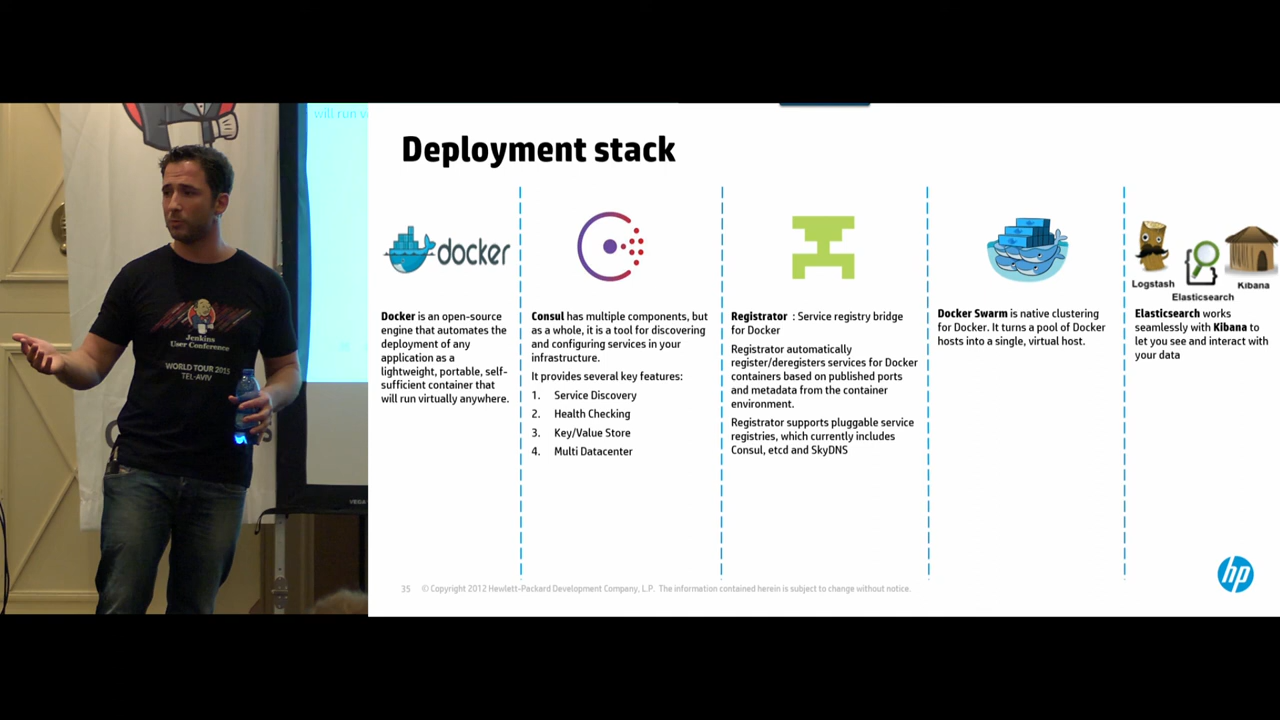 will run vi
Jenkins
User Conference
WORLD TOUR 2015
TEL-AVIV
Deployment stack
docker
Docker is an open-source
engine that automates the
deployment of any
application as a
lightweight, portable, self-
sufficient container that
will run virtually anywhere.
Consul has multiple components, but
as a whole, it is a tool for discovering
and configuring services in your
infrastructure.
It provides several key features:
1. Service Discovery
2. Health Checking
3. Key/Value Store
4. Multi Datacenter
Registrator : Service registry bridge
for Docker
Registrator automatically
register/deregisters services for Docker
containers based on published ports
and metadata from the container
environment.
Registrator supports pluggable service
registries, which currently includes
Consul, etcd and SkyDNS
Docker Swarm is native clustering
for Docker. It turns a pool of Docker
hosts into a single, virtual host.
Logstash
Elasticsearch
Kibana
Elasticsearch works
seamlessly with Kibana to
let you see and interact with
your data
35 © Copyright 2012 Hewlett-Packard Development Company, L.P. The information contained herein is subject to change without notice.
hp